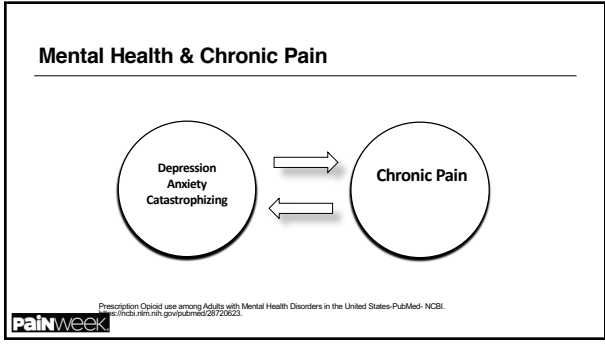 Mental Health & Chronic Pain
Depression
Anxiety
Catastrophizing
Chronic Pain
Prescription Opioid use among Adults with Mental Health Disorders in the United States-PubMed- NCBI.
https://ncbi.nlm.nih.gov/pubmed/28720623.
PaiNWeeK.